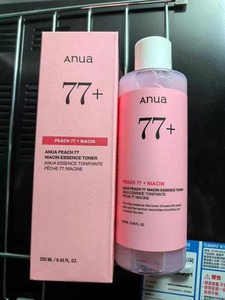 ANUA
77+
PEACH 77 + NIACIN
ANUA PEACH 77
NIACIN ESSENCE TONER
ANUA ESSENCE TONIFIANTE
PÊCHE 77 NIACINE
250 ML / 8.45 FL. OZ.
ANUA
77+
PEACH 77 + NIACIN
ANUA PEACH 77 NIACIN ESSENCE TONER
ANUA ESSENCE TONIFIANTE
PÊCHE 77 NIACINE